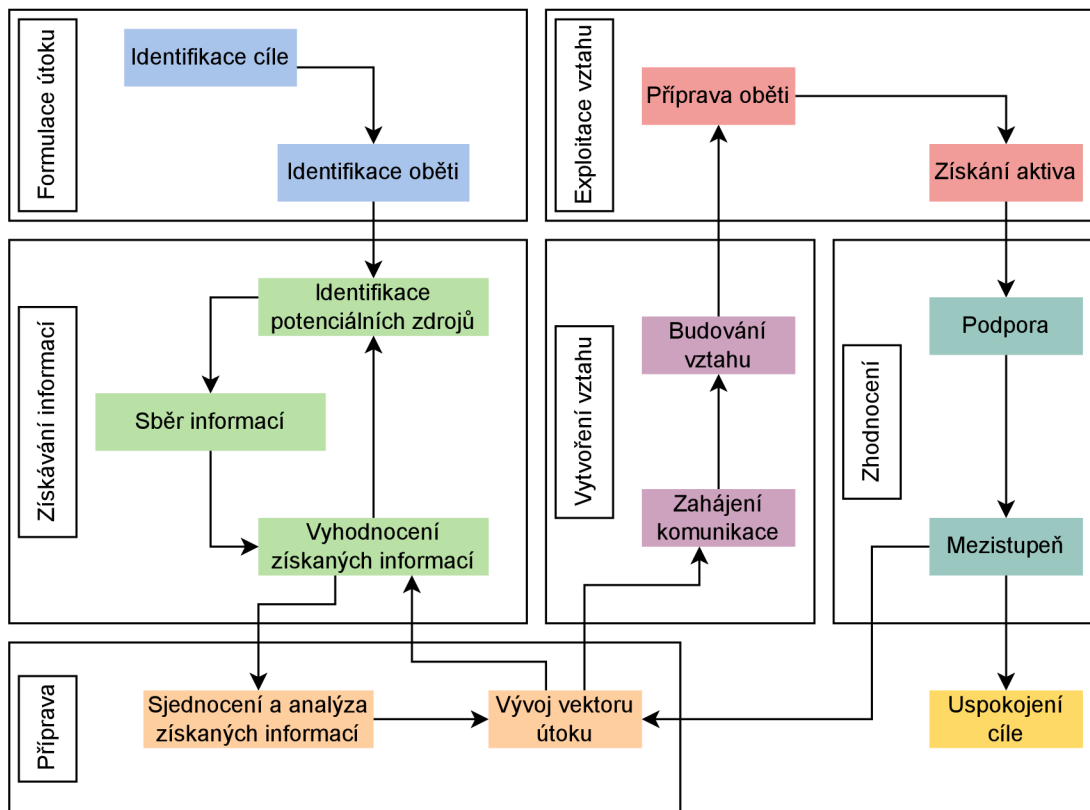 Formulace útoku
Identifikace cíle
Identifikace oběti
Exploitace vztahu
Příprava oběti
Získání aktiva
Získávání informací
Identifikace
potenciálních zdrojů
Sběr informací
Vyhodnocení
získaných informací
Vytvoření vztahu
Budování
vztahu
Zahájení
komunikace
Zhodnocení
Podpora
Mezistupeň
Příprava
Sjednocení a analýza
získaných informací
Vývoj vektoru
útoku
Uspokojení
cíle